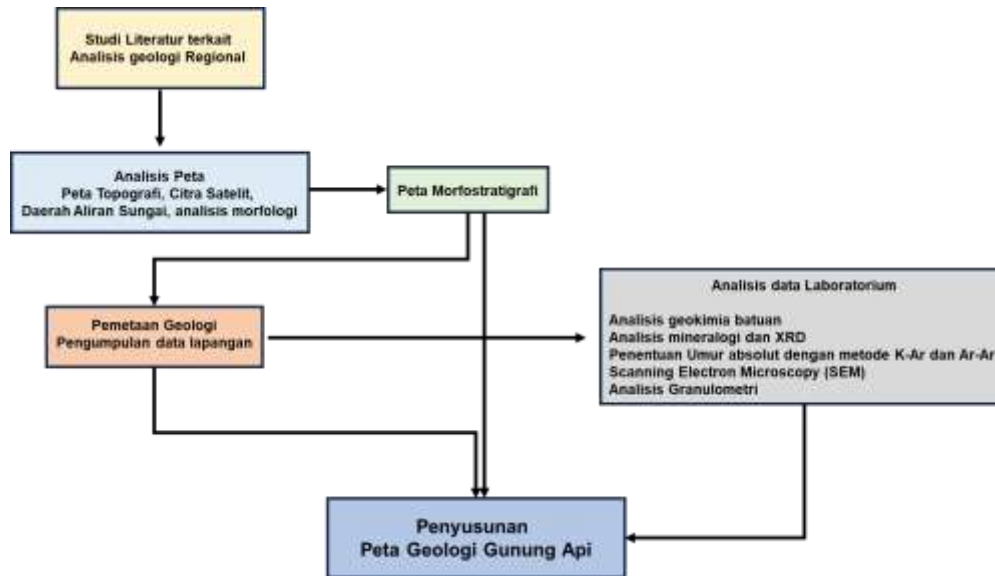 Studi Literatur terkait
Analisis geologi Regional
Analisis Peta
Peta Topografi, Citra Satelit,
Daerah Aliran Sungai, analisis morfologi
Peta Morfostratigrafi
Pemetaan Geologi
Pengumpulan data lapangan
Analisis data Laboratorium
Analisis geokimia batuan
Analisis mineralogi dan XRD
Penentuan Umur absolut dengan metode K-Ar dan Ar-Ar
Scanning Electron Microscopy (SEM)
Analisis Granulometri
Penyusunan
Peta Geologi Gunung Api